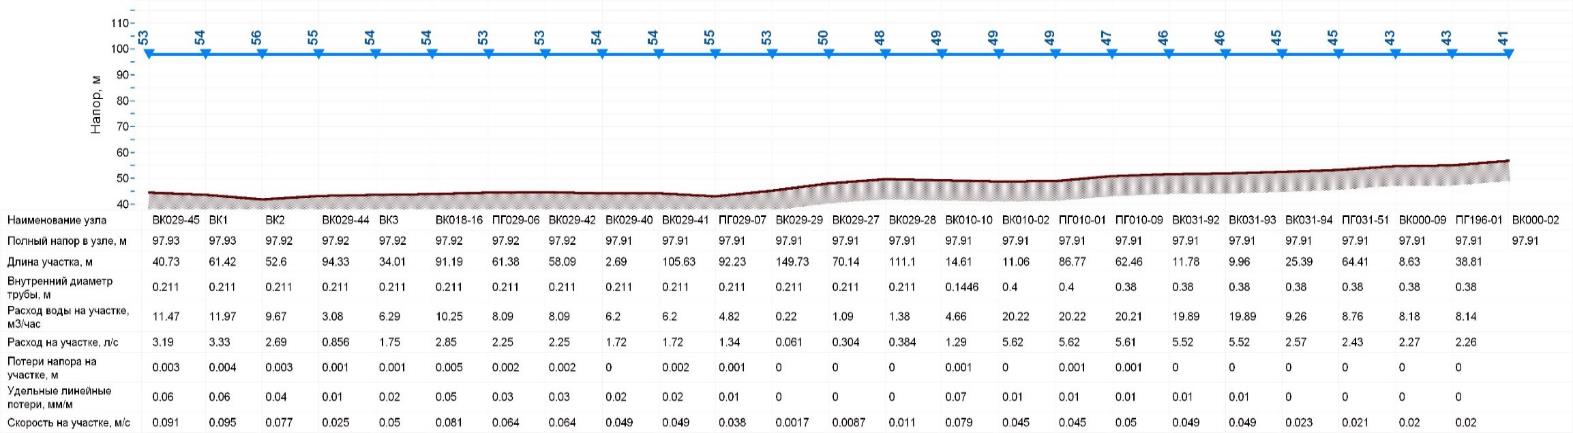 110
100
90
80
70
60
50
40
Напор, м
53 54 56 55 54 54 53 53 54 54 55 53 50 48 49 49 49 47 46 46 45 45 43 43 41
Наименование узла ВК029-45 ВК1 ВК2 ВК029-44 ВК3 ВК018-16 ПГ029-06 ВК029-42 ВК029-40 ВК029-41 ПГ029-07 ВК029-29 ВК029-27 ВК029-28 ВК010-10 ВК010-02 ПГ010-01 ПГ010-09 ВК031-92 ВК031-93 ВК031-94 ПГ031-51 ВК000-09 ПГ196-01 ВК000-02
Полный напор в узле, м 97.93 97.93 97.92 97.92 97.92 97.92 97.92 97.92 97.91 97.91 97.91 97.91 97.91 97.91 97.91 97.91 97.91 97.91 97.91 97.91 97.91 97.91 97.91 97.91 97.91
Длина участка, м 40.73 61.42 52.6 94.33 34.01 91.19 61.38 58.09 2.69 105.63 92.23 149.73 70.14 111.1 14.61 11.06 86.77 62.46 11.78 9.96 25.39 64.41 8.63 38.81
Внутренний диаметр
трубы, м 0.211 0.211 0.211 0.211 0.211 0.211 0.211 0.211 0.211 0.211 0.211 0.211 0.211 0.211 0.1446 0.4 0.4 0.38 0.38 0.38 0.38 0.38 0.38 0.38
Расход воды на участке,
м3/час 11.47 11.97 9.67 3.08 6.29 10.25 8.09 8.09 6.2 6.2 4.82 0.22 1.09 1.38 4.66 20.22 20.22 20.21 19.89 19.89 9.26 8.76 8.18 8.14
Расход на участке, л/с 3.19 3.33 2.69 0.856 1.75 2.85 2.25 2.25 1.72 1.72 1.34 0.061 0.304 0.384 1.29 5.62 5.62 5.61 5.52 5.52 2.57 2.43 2.27 2.26
Потери напора на
участке, м 0.003 0.004 0.003 0.001 0.001 0.005 0.002 0.002 0 0.002 0.001 0 0 0 0.001 0 0.001 0.001 0 0 0 0 0 0
Удельные линейные
потери, мм/м 0.06 0.06 0.04 0.01 0.02 0.05 0.03 0.03 0.02 0.02 0.01 0 0 0 0.07 0.01 0.01 0.01 0.01 0.01 0 0 0 0
Скорость на участке, м/с 0.091 0.095 0.077 0.025 0.05 0.081 0.064 0.064 0.049 0.049 0.038 0.0017 0.0087 0.011 0.079 0.045 0.045 0.05 0.049 0.049 0.023 0.021 0.02 0.02